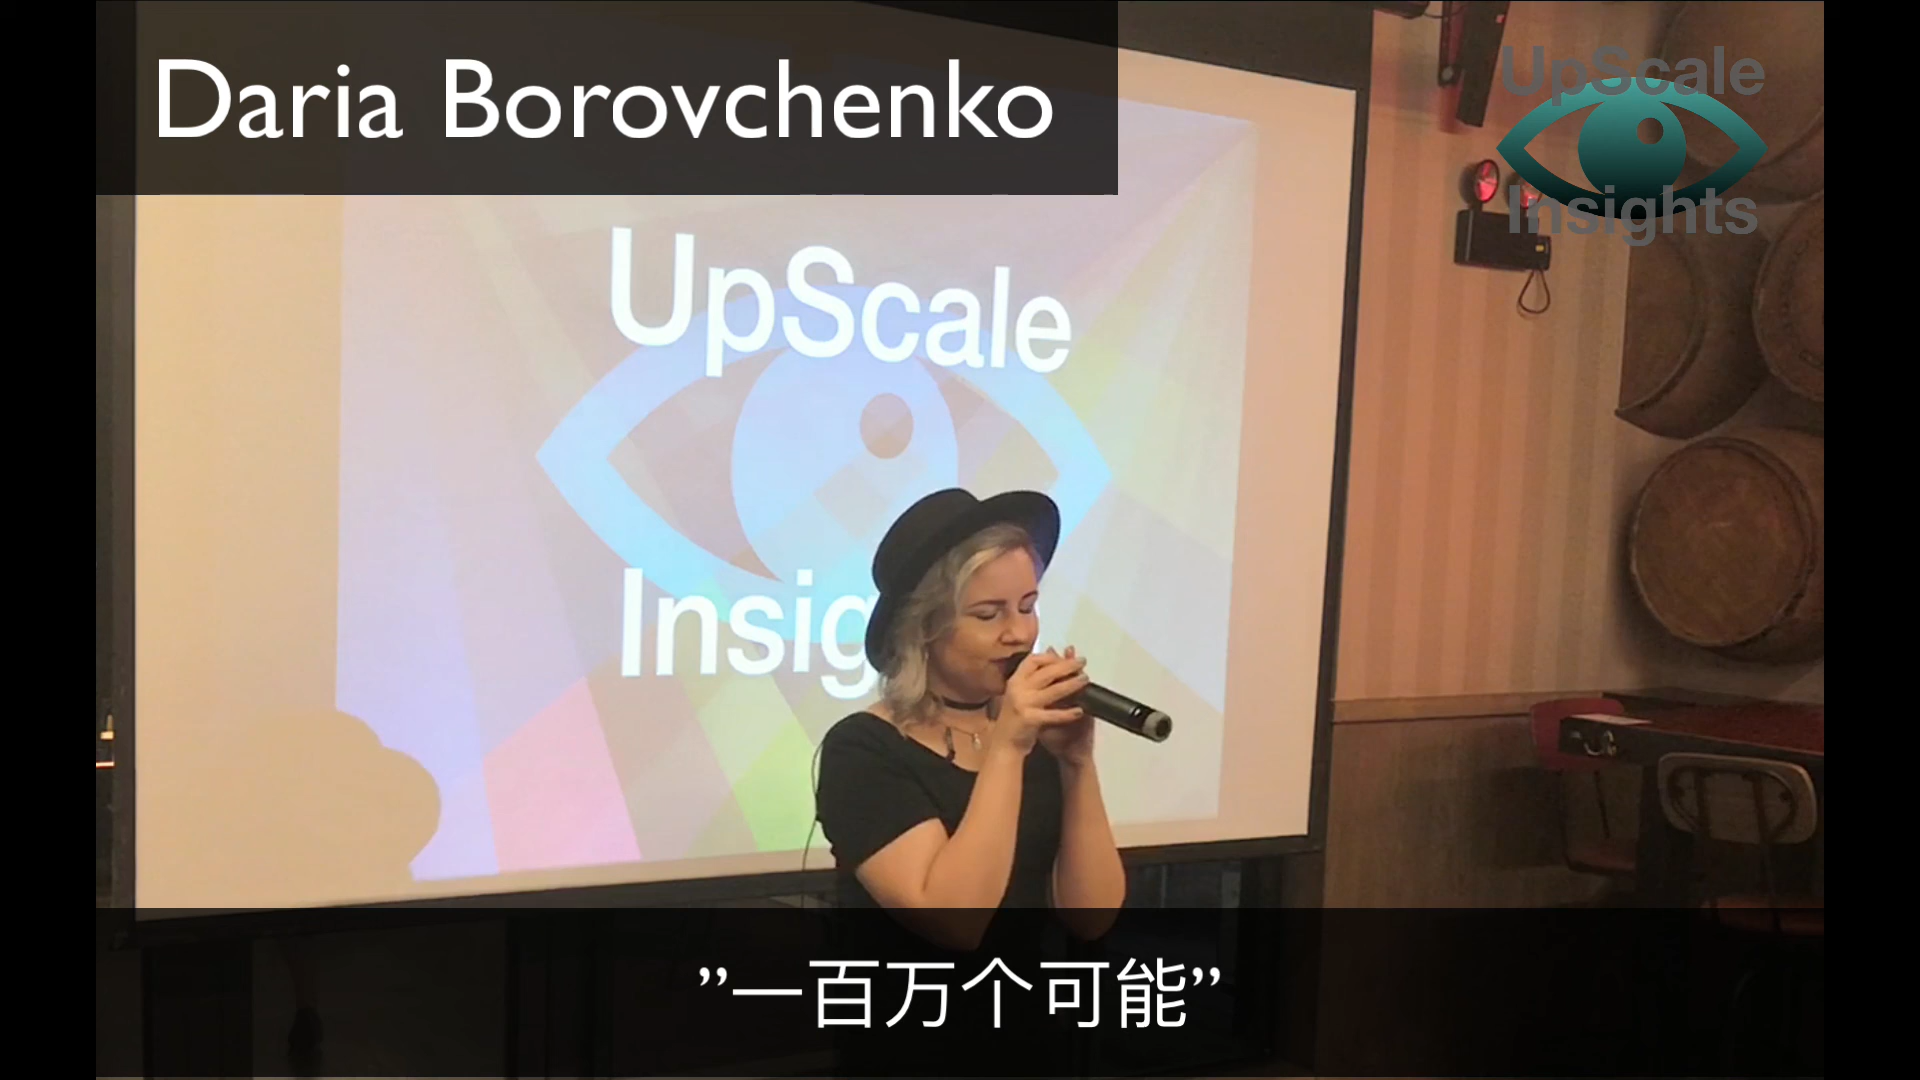 Daria Borovchenko
UpScale
Insights
UpScale
Insig
”一百万个可能”